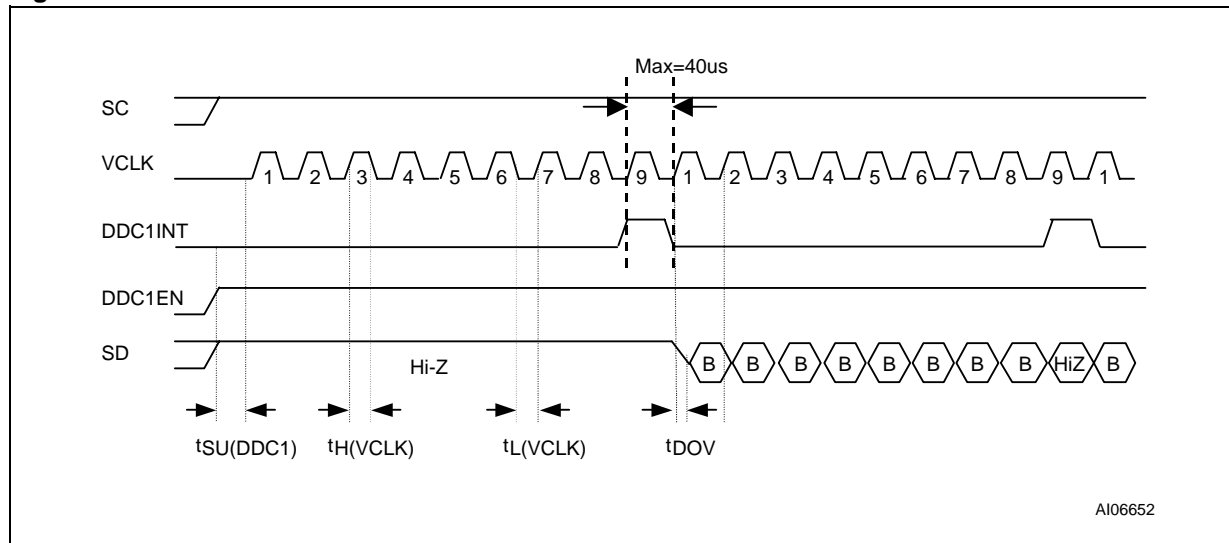 Max=40us
SC
VCLK
1 2 3 4 5 6 7 8 9 1 2 3 4 5 6 7 8 9 1
DDC1INT
DDC1EN
SD
Hi-Z
B B B B B B B B HiZ B
tSU(DDC1) tH(VCLK) tL(VCLK) tDOV
AI06652